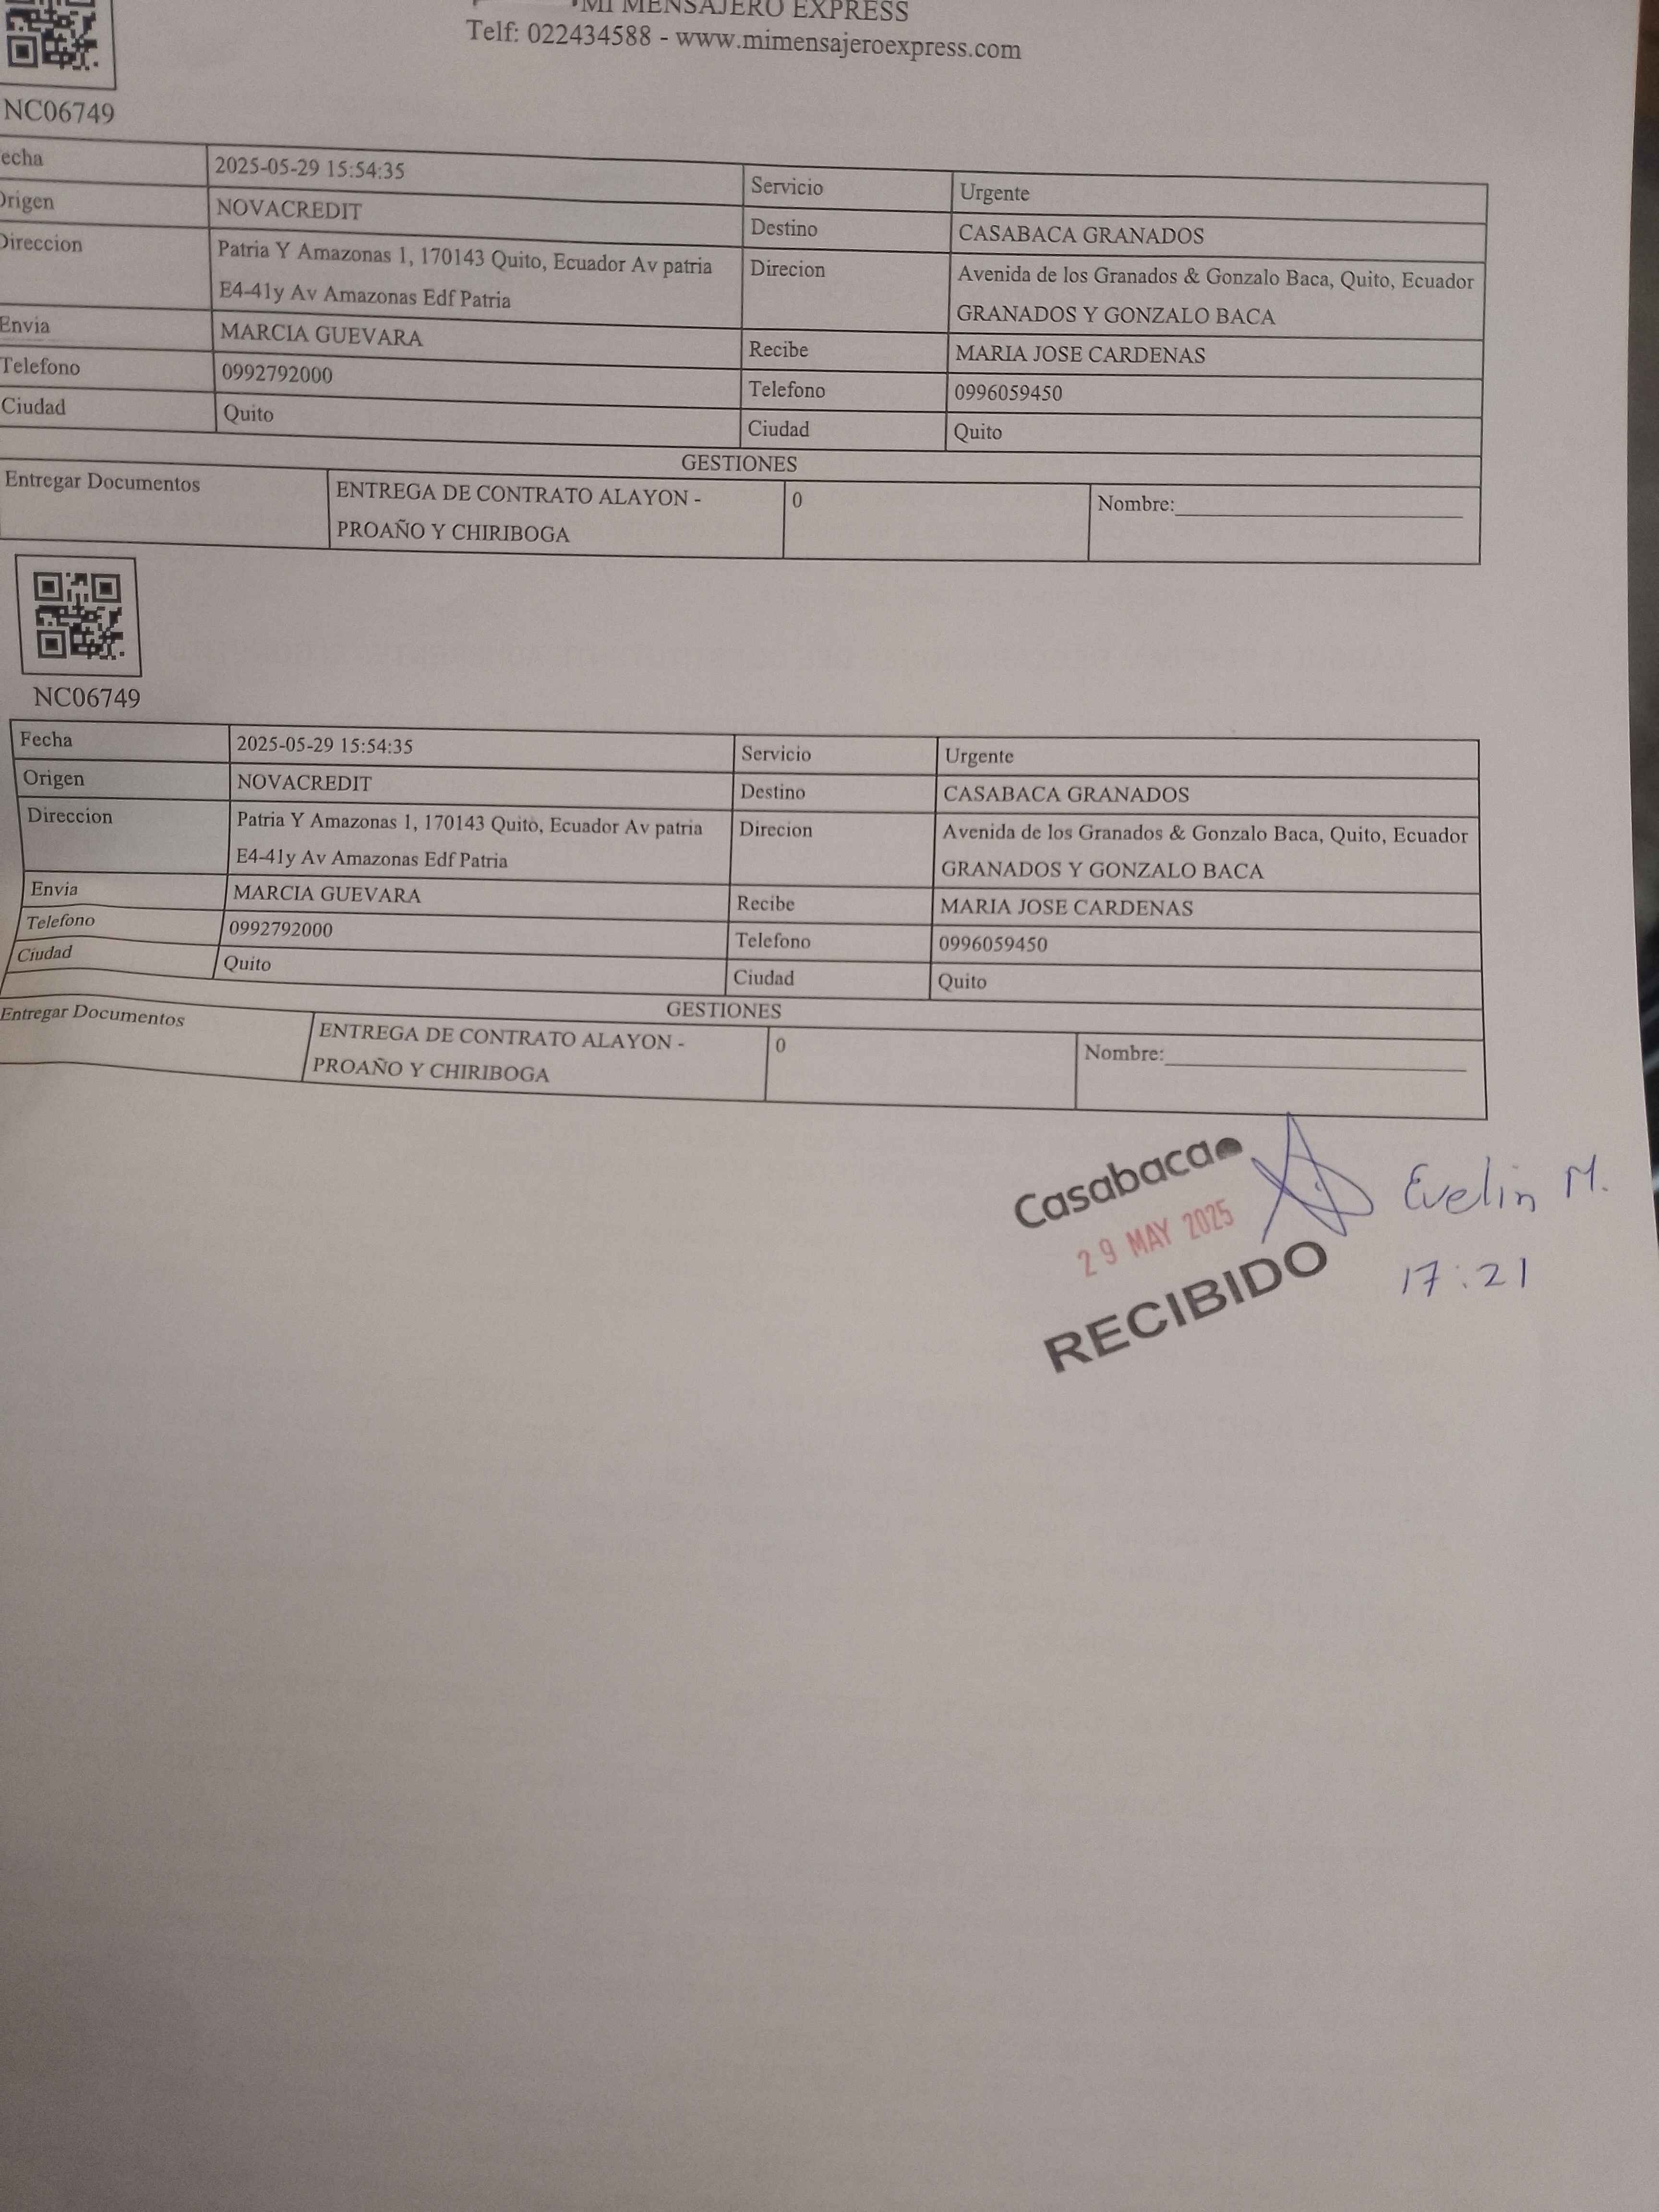 MI MENSAJERO EXPRESS
Telf: 022434588 - www.mimensajeroexpress.com
NC06749
echa 2025-05-29 15:54:35 Servicio Urgente
Origen NOVACREDIT Destino CASABACA GRANADOS
Direccion Patria Y Amazonas 1, 170143 Quito, Ecuador Av patria Direcion Avenida de los Granados & Gonzalo Baca, Quito, Ecuador
E4-41y Av Amazonas Edf Patria GRANADOS Y GONZALO BACA
Envia MARCIA GUEVARA Recibe MARIA JOSE CARDENAS
Telefono 0992792000 Telefono 0996059450
Ciudad Quito Ciudad Quito
GESTIONES
Entregar Documentos ENTREGA DE CONTRATO ALAYON - 0 Nombre:
PROAÑO Y CHIRIBOGA
NC06749
Fecha 2025-05-29 15:54:35 Servicio Urgente
Origen NOVACREDIT Destino CASABACA GRANADOS
Direccion Patria Y Amazonas 1, 170143 Quito, Ecuador Av patria Direcion Avenida de los Granados & Gonzalo Baca, Quito, Ecuador
E4-41y Av Amazonas Edf Patria GRANADOS Y GONZALO BACA
Envia MARCIA GUEVARA Recibe MARIA JOSE CARDENAS
Telefono 0992792000 Telefono 0996059450
Ciudad Quito Ciudad Quito
GESTIONES
Entregar Documentos ENTREGA DE CONTRATO ALAYON - 0 Nombre:
PROAÑO Y CHIRIBOGA
Casabaca Evelin M.
29 MAY 2025
RECIBIDO 17:21